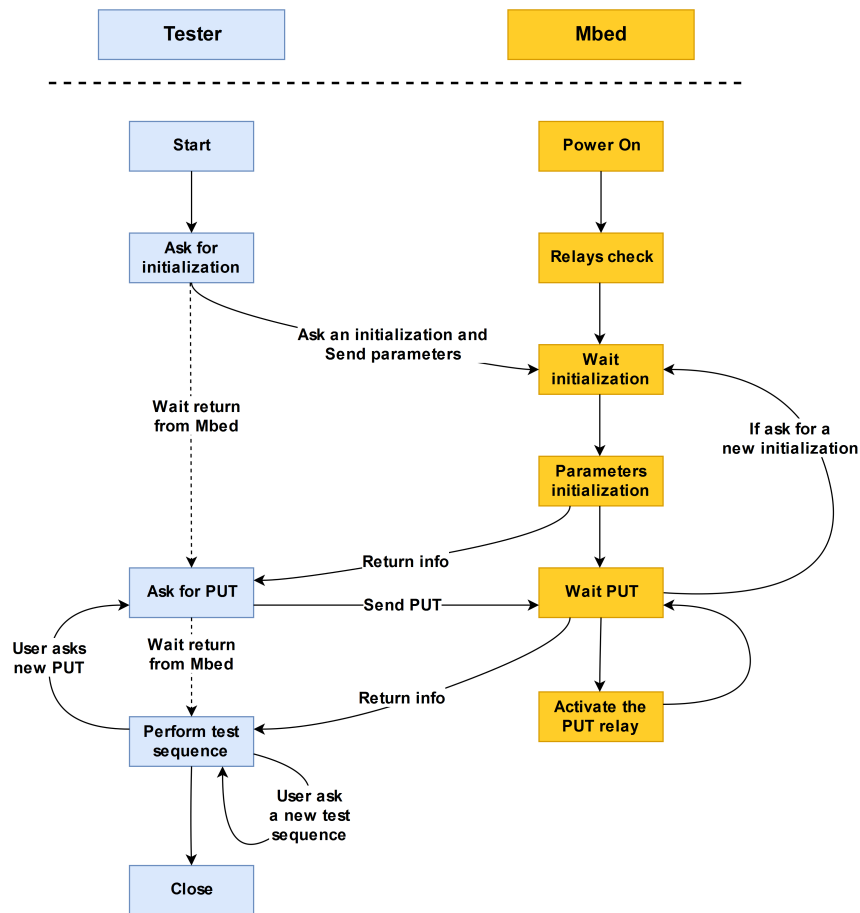 Tester
Mbed
Start
Power On
Ask for
initialization
Relays check
Ask an initialization and
Send parameters
Wait
initialization
Wait return
from Mbed
If ask for a
new initialization
Parameters
initialization
Return info
Ask for PUT
Send PUT
Wait PUT
User asks
new PUT
Wait return
from Mbed
Return info
Activate the
PUT relay
Perform test
sequence
User ask
a new test
sequence
Close